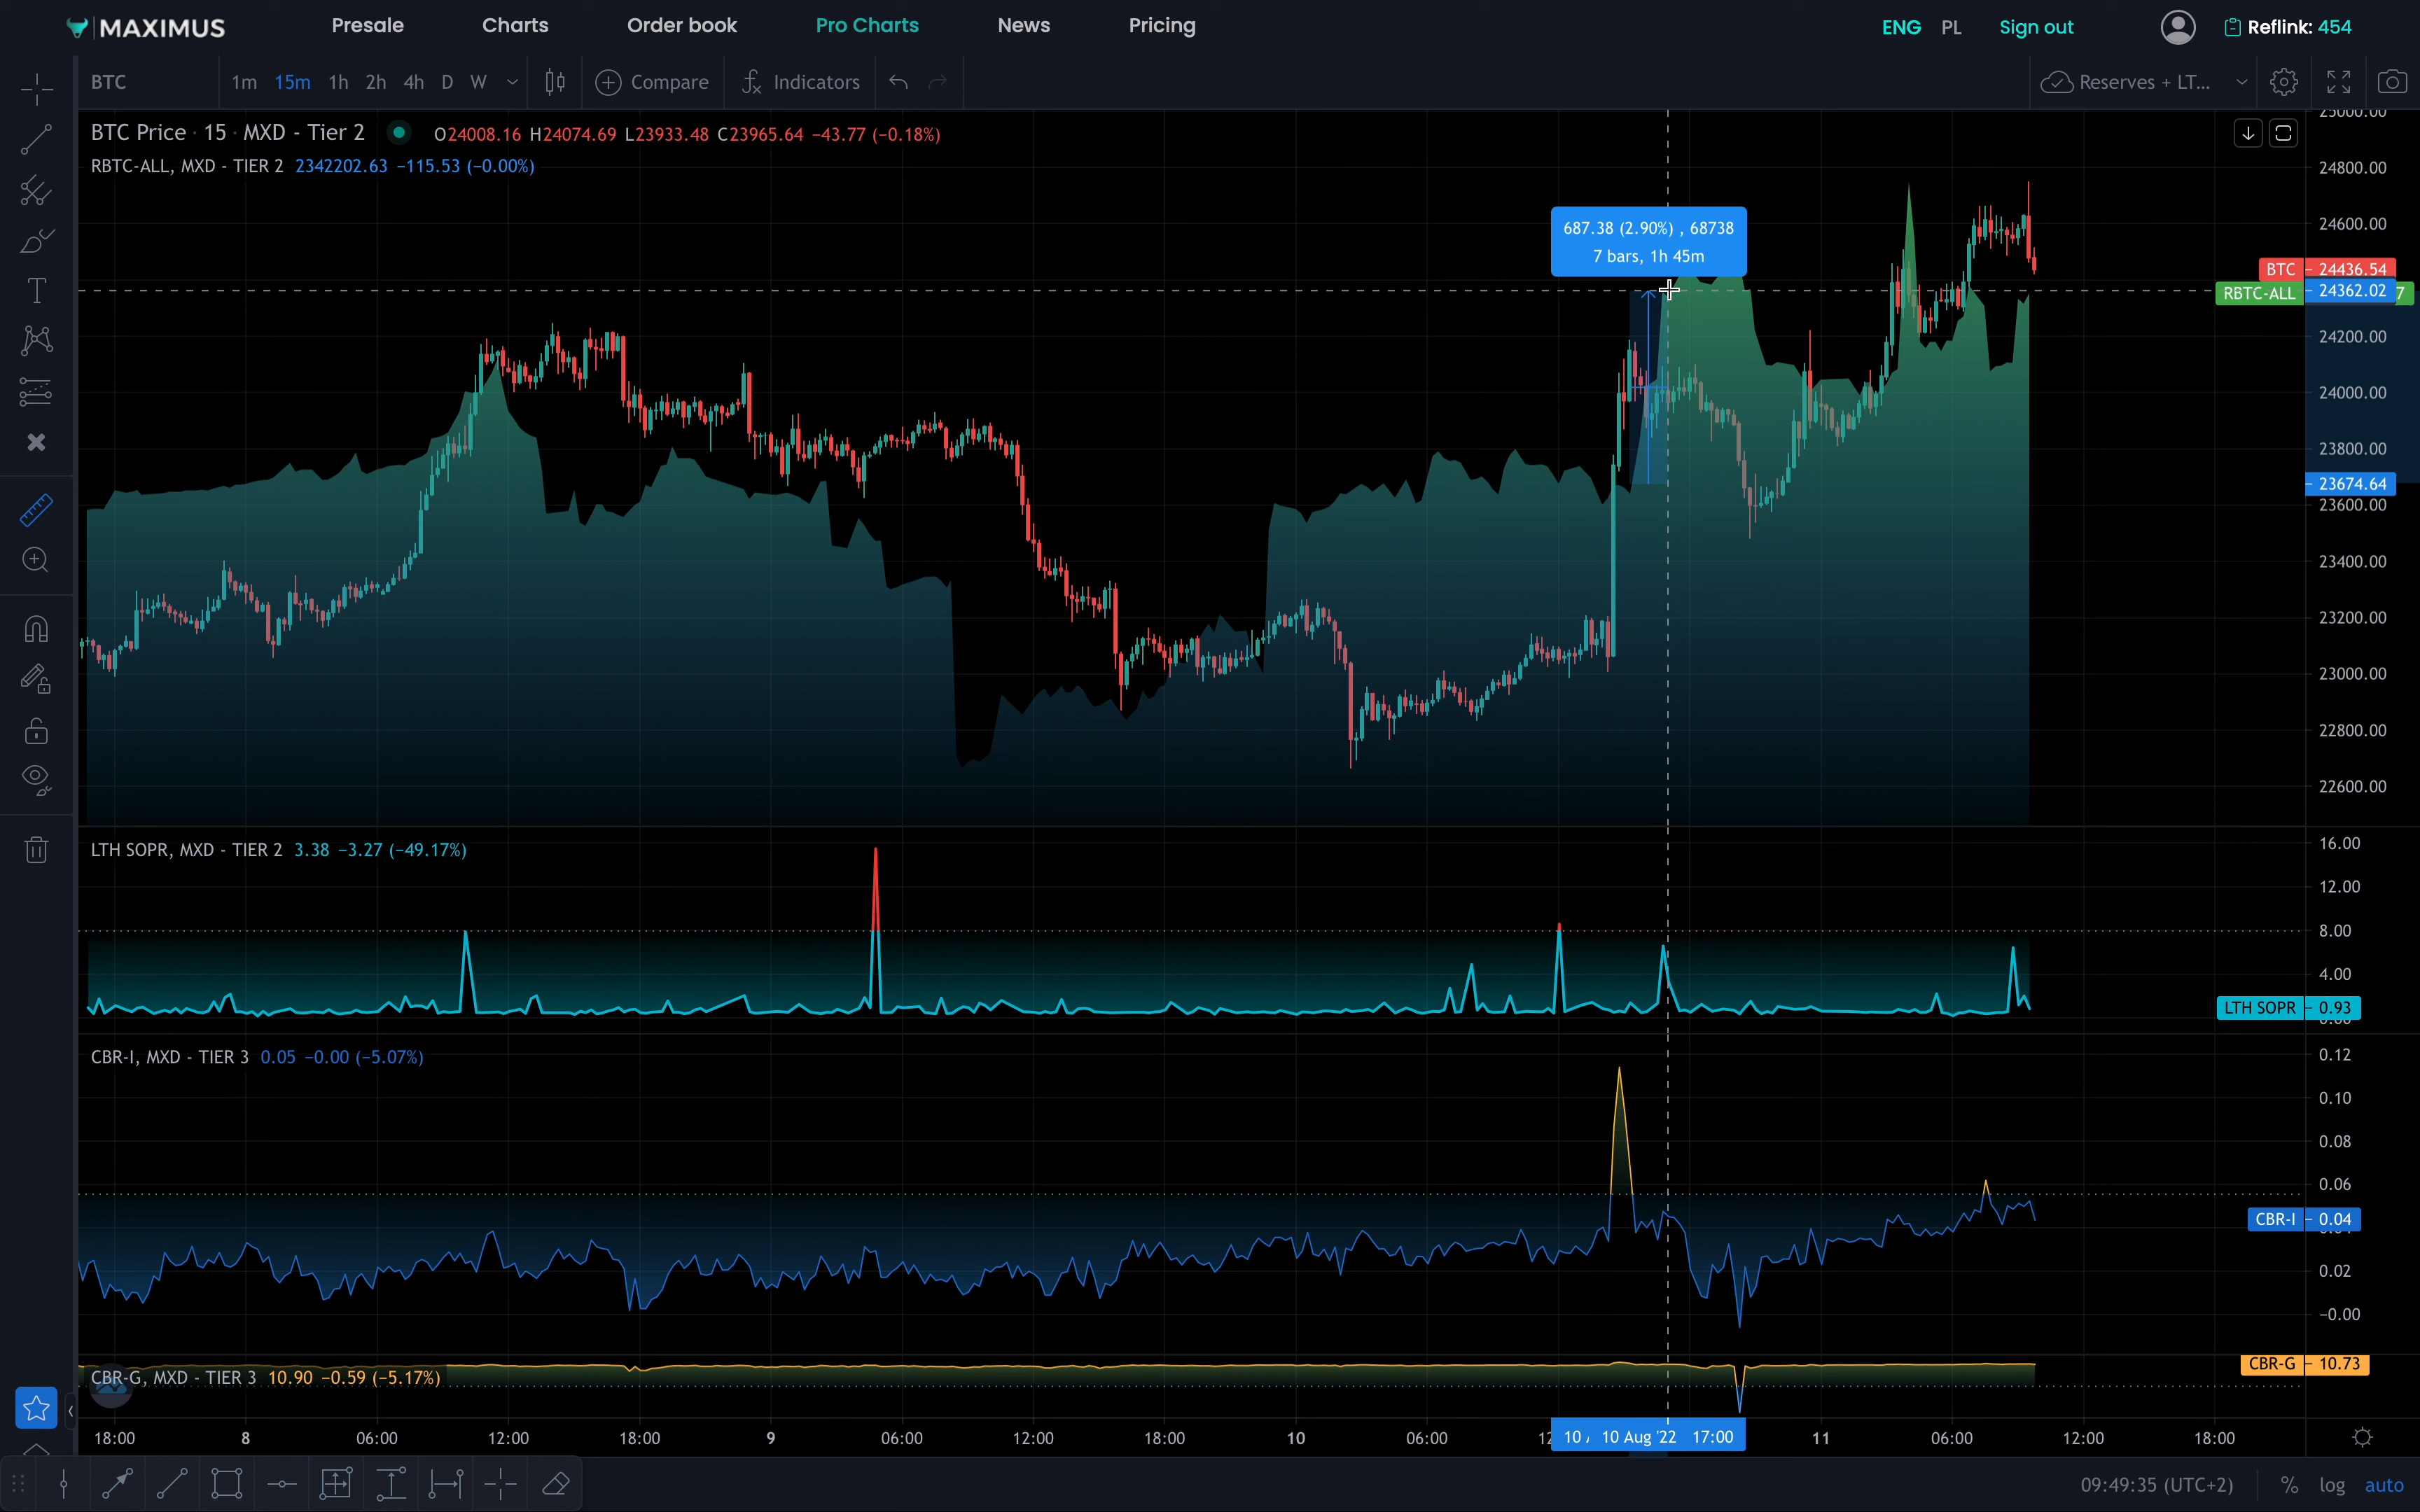 MAXIMUS Presale Charts Order book Pro Charts News Pricing ENG PL Sign out Reflink: 454
BTC 1m 15m 1h 2h 4h D W Compare Indicators Reserves + LT...
BTC Price · 15 · MXD - Tier 2 O24008.16 H24074.69 L23933.48 C23965.64 −43.77 (−0.18%)
RBTC-ALL, MXD - TIER 2 2342202.63 −115.53 (−0.00%)
25000.00
24800.00
24600.00
687.38 (2.90%) , 68738
7 bars, 1h 45m
BTC 24436.54
RBTC-ALL 24362.02 7
24200.00
24000.00
23800.00
23674.64
23600.00
23400.00
23200.00
23000.00
22800.00
22600.00
LTH SOPR, MXD - TIER 2 3.38 −3.27 (−49.17%)
16.00
12.00
8.00
4.00
LTH SOPR 0.93
0.00
CBR-I, MXD - TIER 3 0.05 −0.00 (−5.07%)
0.12
0.10
0.08
0.06
CBR-I 0.04
0.04
0.02
−0.00
CBR-G, MXD - TIER 3 10.90 −0.59 (−5.17%)
CBR-G 10.73
18:00 8 06:00 12:00 18:00 9 06:00 12:00 18:00 10 06:00 12 10 10 Aug '22 17:00 11 06:00 12:00 18:00
09:49:35 (UTC+2) % log auto